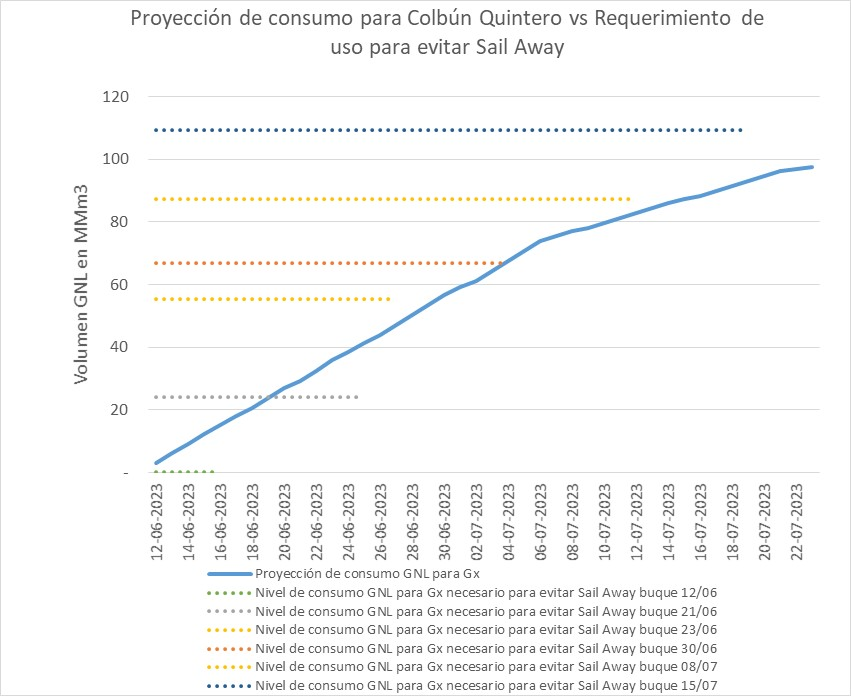 Proyección de consumo para Colbún Quintero vs Requerimiento de
uso para evitar Sail Away
Volumen GNL en MMm3
120
100
80
60
40
20
-
12-06-2023
14-06-2023
16-06-2023
18-06-2023
20-06-2023
22-06-2023
24-06-2023
26-06-2023
28-06-2023
30-06-2023
02-07-2023
04-07-2023
06-07-2023
08-07-2023
10-07-2023
12-07-2023
14-07-2023
16-07-2023
18-07-2023
20-07-2023
22-07-2023
Proyección de consumo GNL para Gx
Nivel de consumo GNL para Gx necesario para evitar Sail Away buque 12/06
Nivel de consumo GNL para Gx necesario para evitar Sail Away buque 21/06
Nivel de consumo GNL para Gx necesario para evitar Sail Away buque 23/06
Nivel de consumo GNL para Gx necesario para evitar Sail Away buque 30/06
Nivel de consumo GNL para Gx necesario para evitar Sail Away buque 08/07
Nivel de consumo GNL para Gx necesario para evitar Sail Away buque 15/07